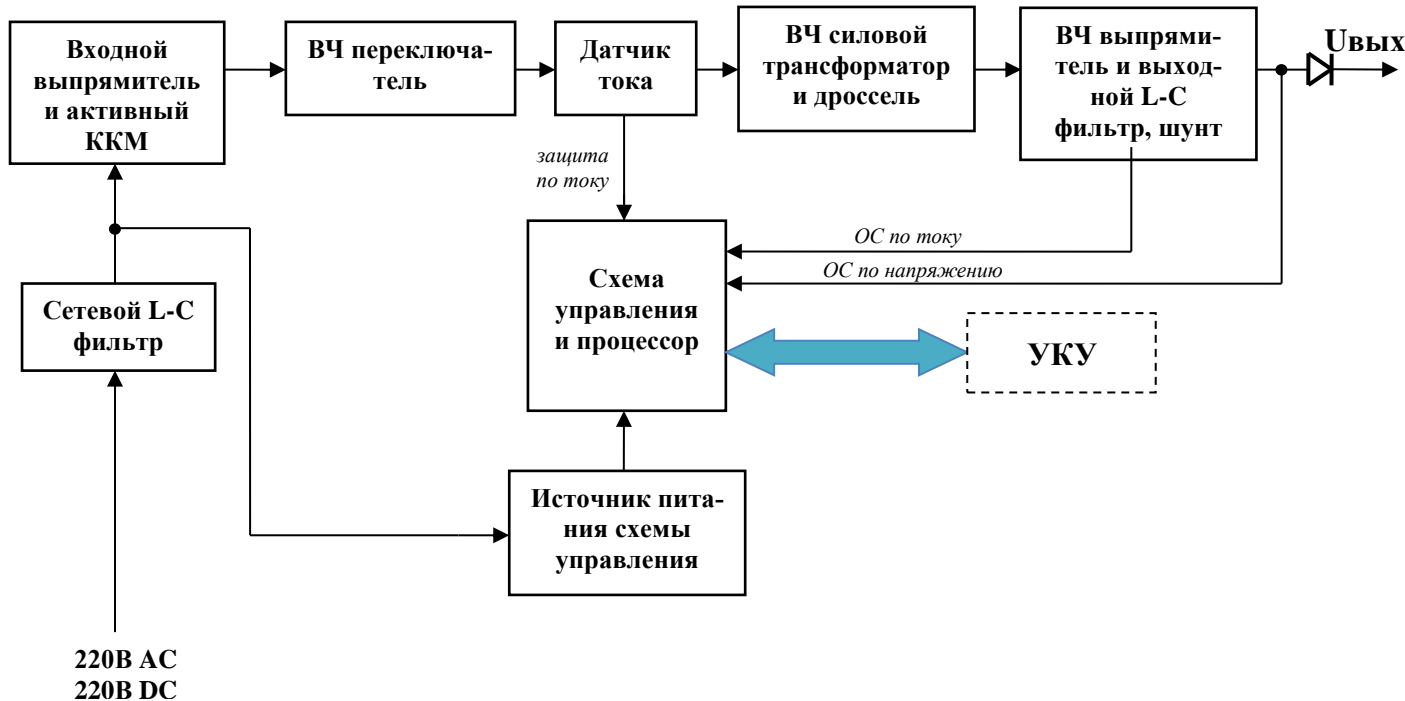 Входной
выпрямитель
и активный
ККМ
ВЧ переключа-
тель
Датчик
тока
ВЧ силовой
трансформатор
и дроссель
ВЧ выпрями-
тель и выход-
ной L-C
фильтр, шунт
Uвых
защита
по току
ОС по току
ОС по напряжению
Схема
управления
и процессор
Сетевой L-C
фильтр
УКУ
Источник пита-
ния схемы
управления
220В AC
220В DC